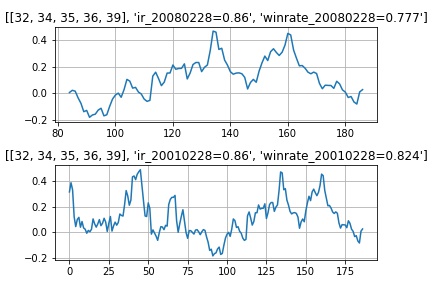 [[32, 34, 35, 36, 39], 'ir_20080228=0.86', 'winrate_20080228=0.777']
0.4
0.2
0.0
−0.2
80 100 120 140 160 180
[[32, 34, 35, 36, 39], 'ir_20010228=0.86', 'winrate_20010228=0.824']
0.4
0.2
0.0
−0.2
0 25 50 75 100 125 150 175